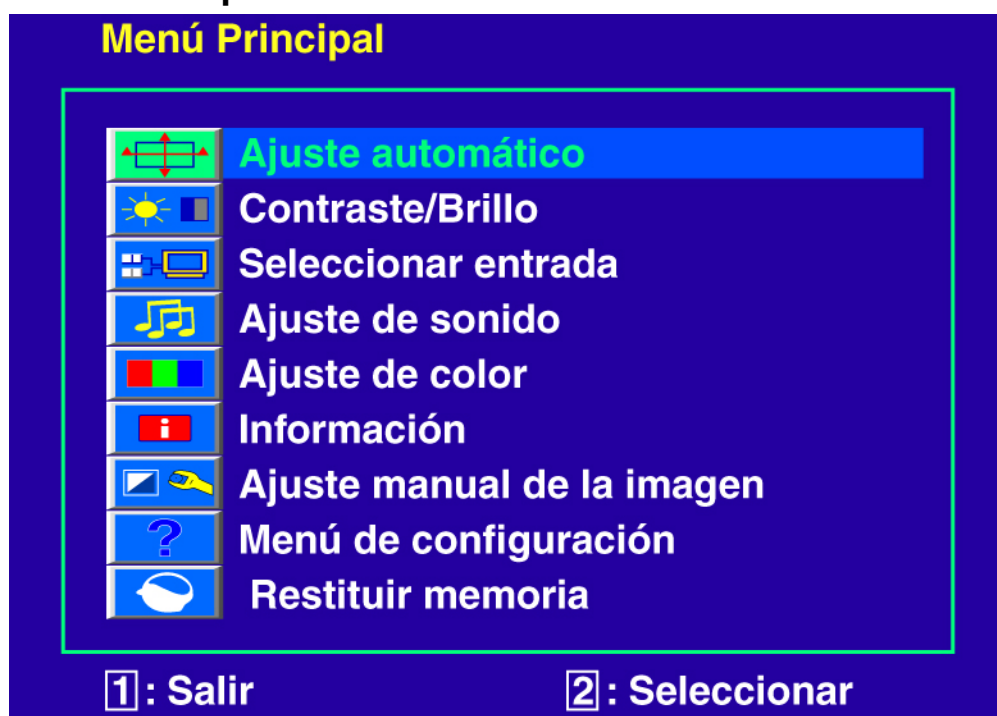 Menú Principal
Ajuste automático
Contraste/Brillo
Seleccionar entrada
Ajuste de sonido
Ajuste de color
i Información
Ajuste manual de la imagen
? Menú de configuración
Restituir memoria
1: Salir 2: Seleccionar